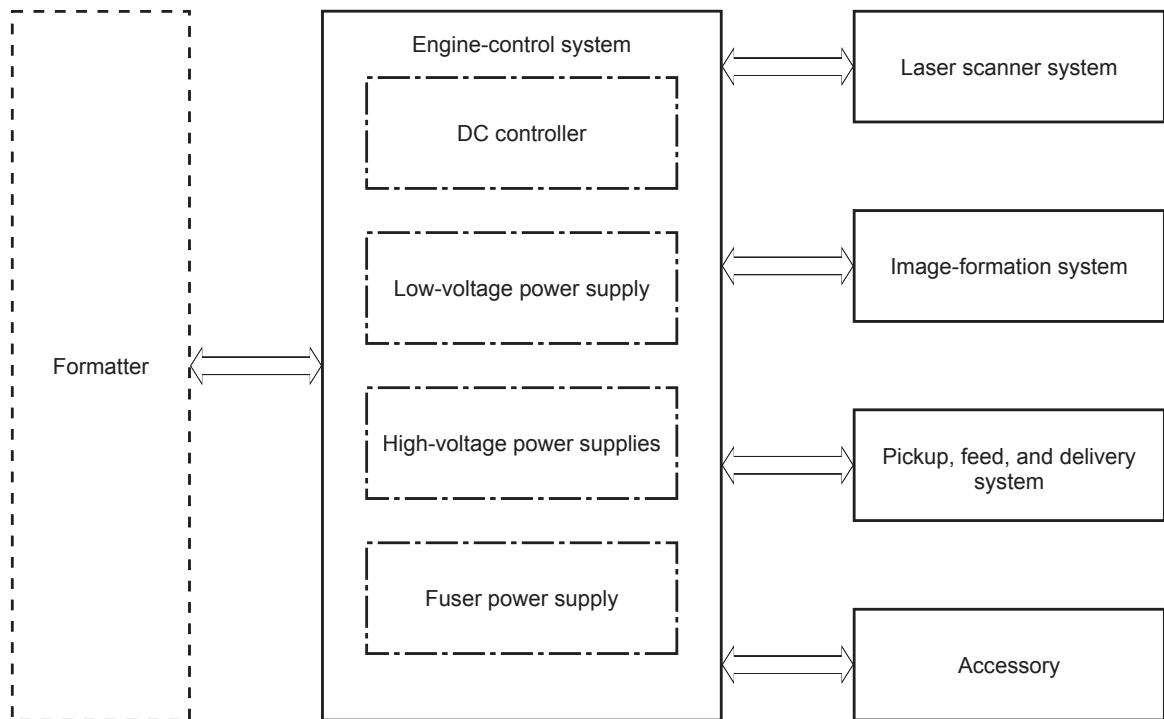 Formatter
Engine-control system
DC controller
Low-voltage power supply
High-voltage power supplies
Fuser power supply
Laser scanner system
Image-formation system
Pickup, feed, and delivery
system
Accessory